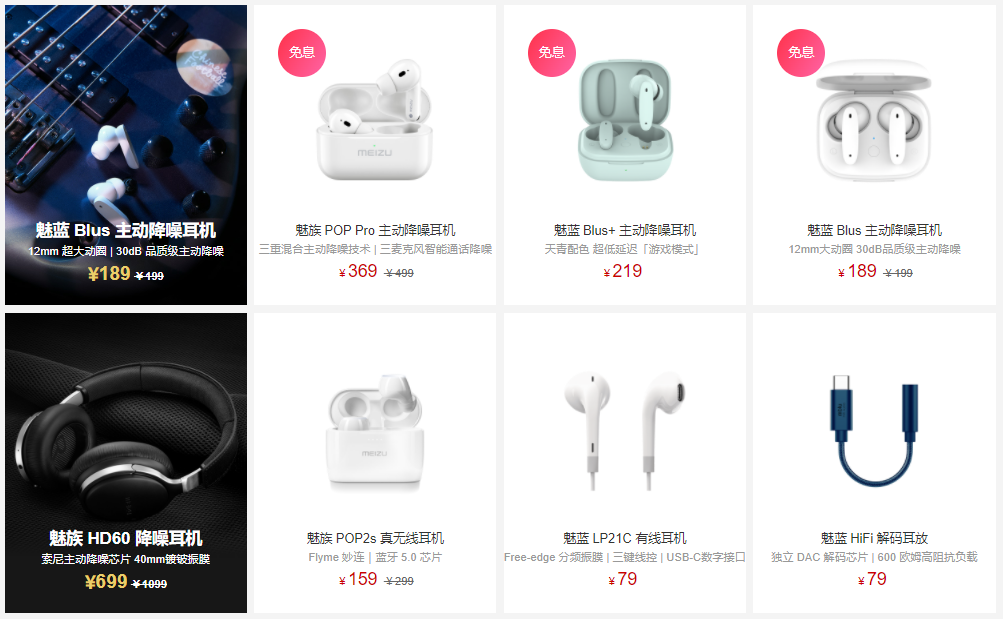 魅蓝 Blus 主动降噪耳机
12mm 超大动圈 | 30dB 品质级主动降噪
¥189 ¥199
免息
MEIZU
魅族 POP Pro 主动降噪耳机
三重混合主动降噪技术 | 三麦克风智能通话降噪
¥ 369 ¥ 499
免息
魅蓝 Blus+ 主动降噪耳机
天青配色 超低延迟「游戏模式」
¥ 219
免息
魅蓝 Blus 主动降噪耳机
12mm大动圈 30dB品质级主动降噪
¥ 189 ¥ 199
魅族 HD60 降噪耳机
索尼主动降噪芯片 40mm镀铍振膜
¥699 ¥1099
MEIZU
魅族 POP2s 真无线耳机
Flyme 妙连 | 蓝牙 5.0 芯片
¥ 159 ¥ 299
魅蓝 LP21C 有线耳机
Free-edge 分频振膜 | 三键线控 | USB-C数字接口
¥ 79
魅蓝 HiFi 解码耳放
独立 DAC 解码芯片 | 600 欧姆高阻抗负载
¥ 79